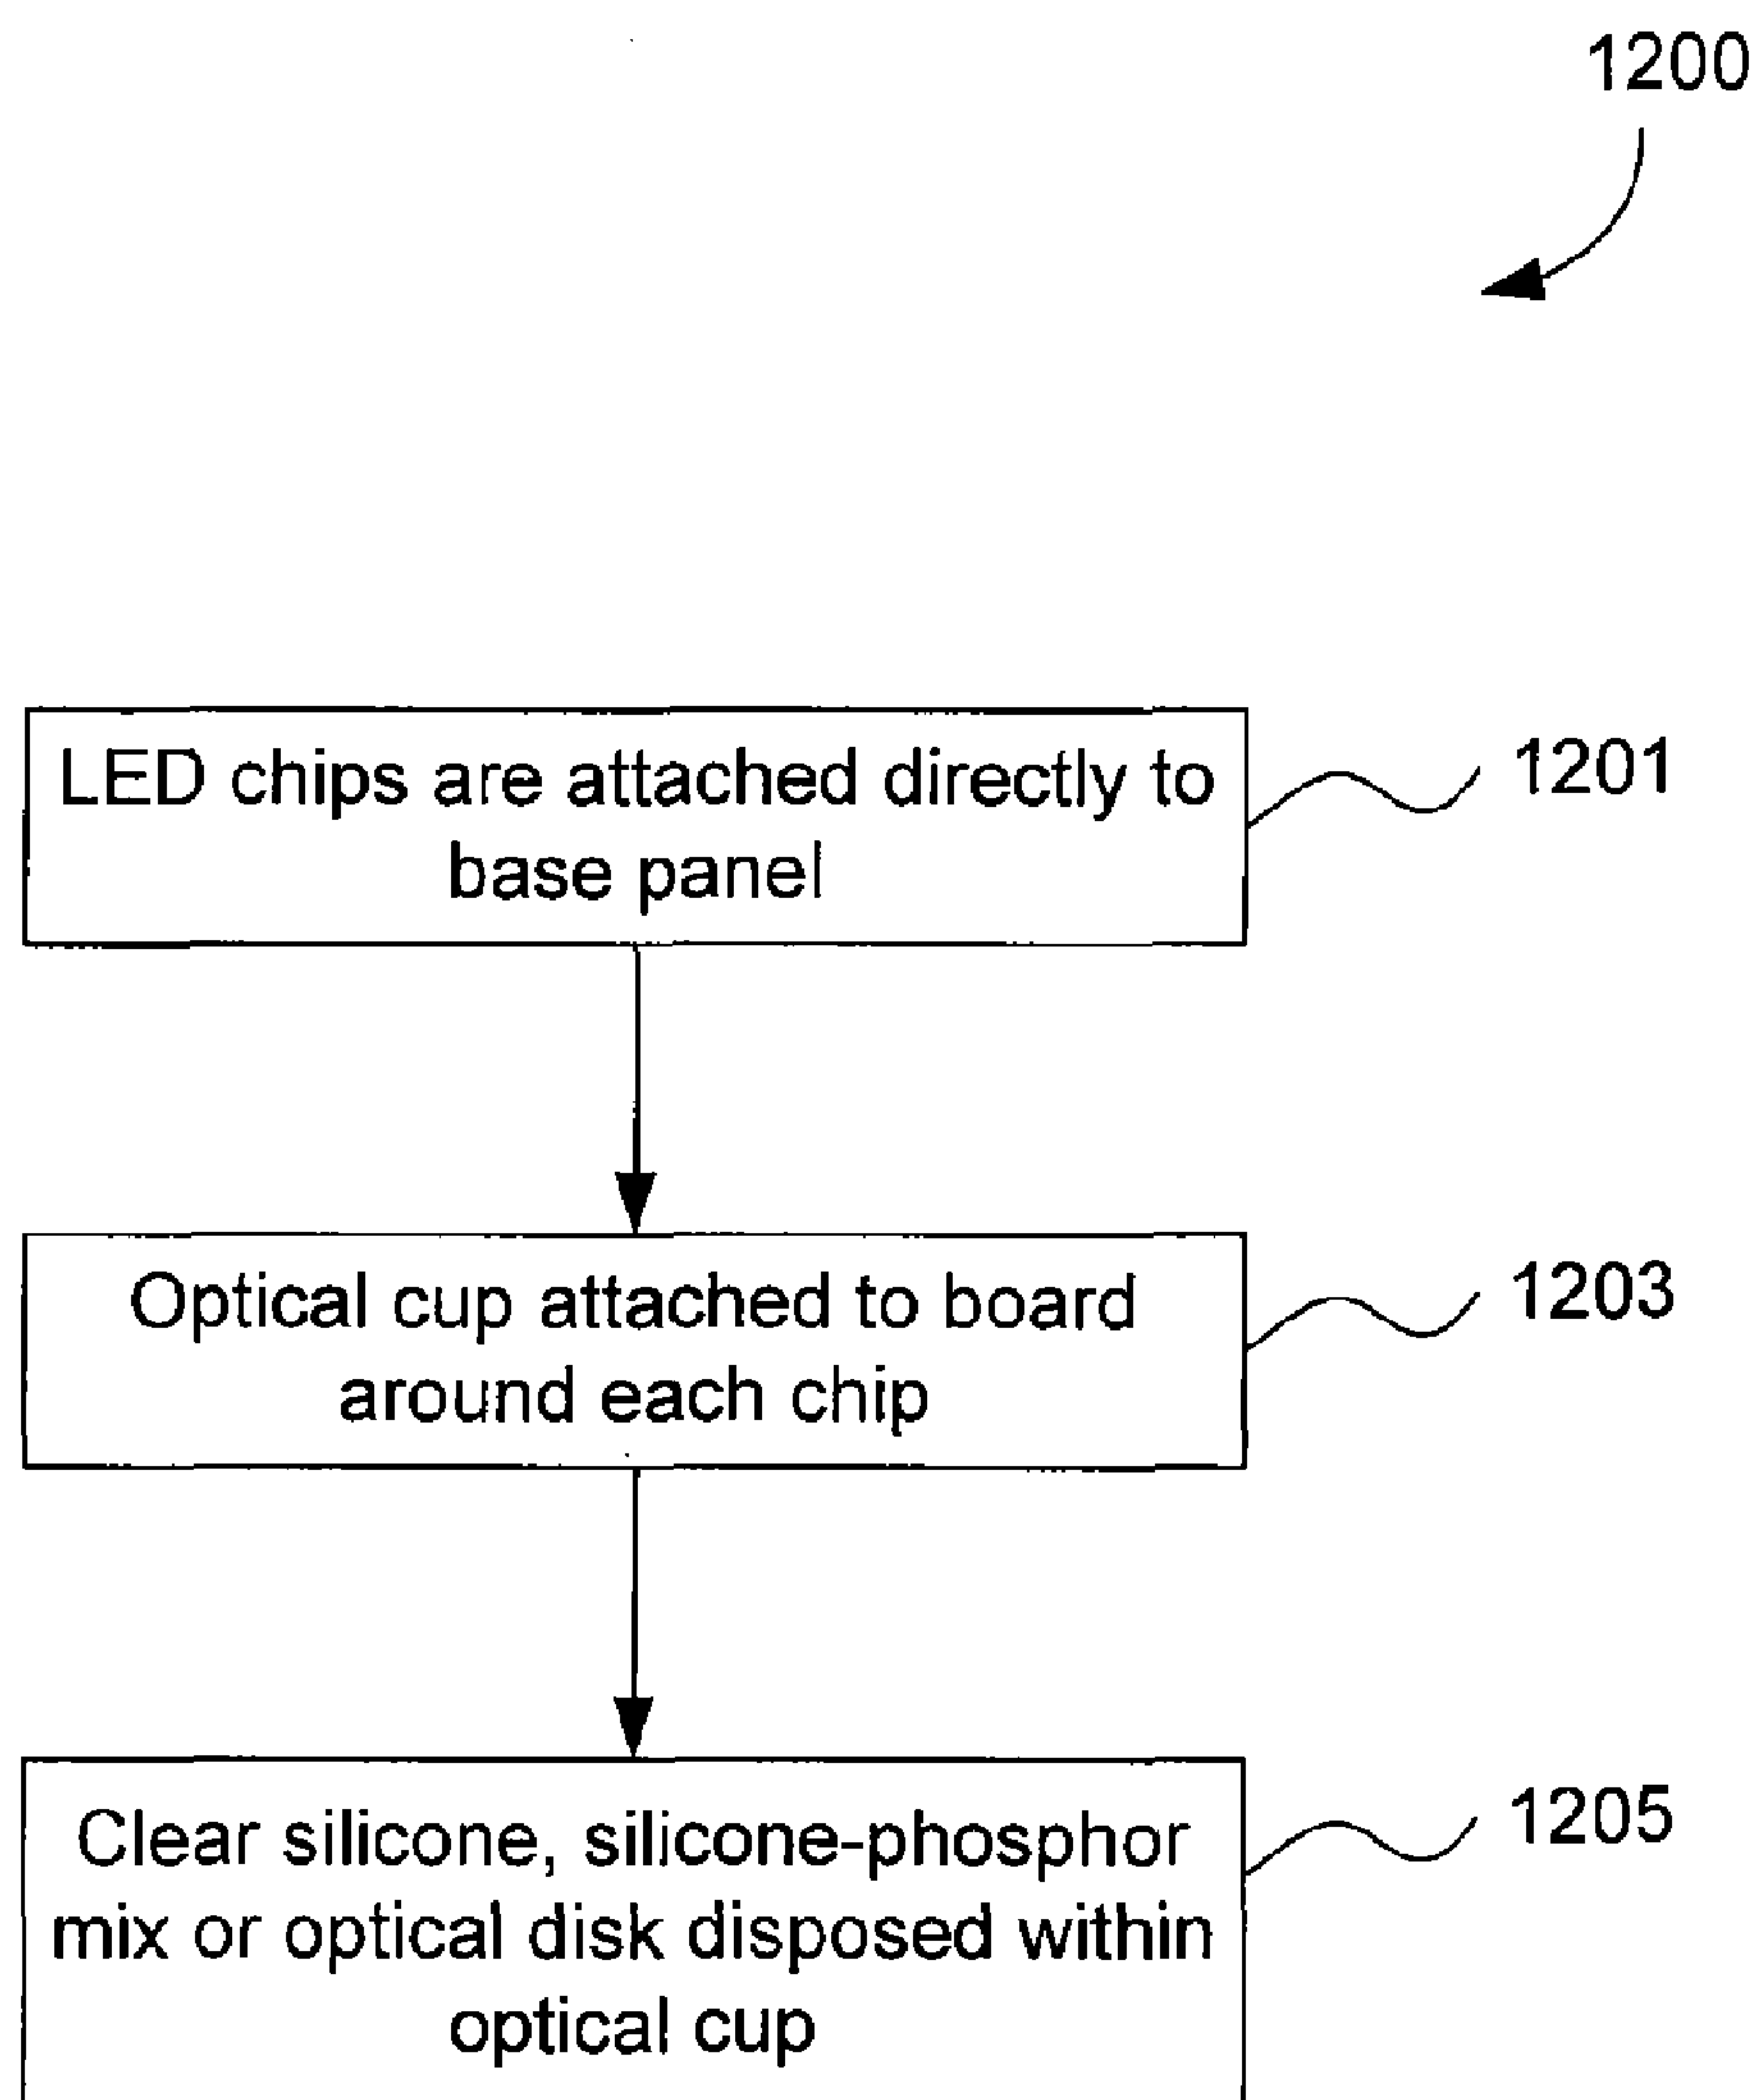 1200
LED chips are attached directly to
base panel
1201
Optical cup attached to board
around each chip
1203
Clear silicone, silicone-phosphor
mix or optical disk disposed within
optical cup
1205